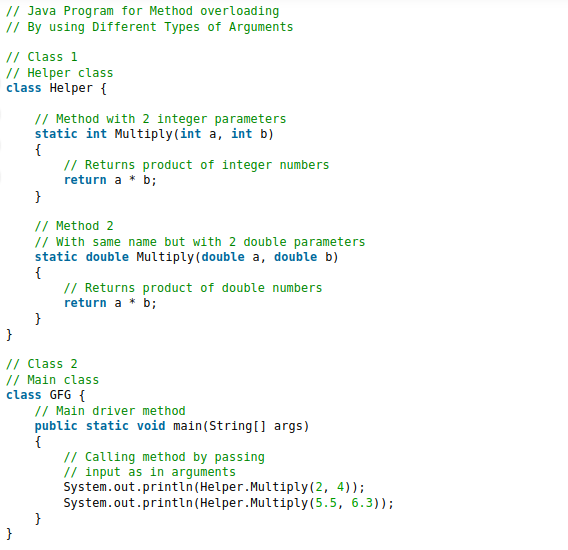 // Java Program for Method overloading
// By using Different Types of Arguments

// Class 1
// Helper class
class Helper {

    // Method with 2 integer parameters
    static int Multiply(int a, int b)
    {
        // Returns product of integer numbers
        return a * b;
    }

    // Method 2
    // With same name but with 2 double parameters
    static double Multiply(double a, double b)
    {
        // Returns product of double numbers
        return a * b;
    }
}

// Class 2
// Main class
class GFG {
    // Main driver method
    public static void main(String[] args)
    {
        // Calling method by passing
        // input as in arguments
        System.out.println(Helper.Multiply(2, 4));
        System.out.println(Helper.Multiply(5.5, 6.3));
    }
}